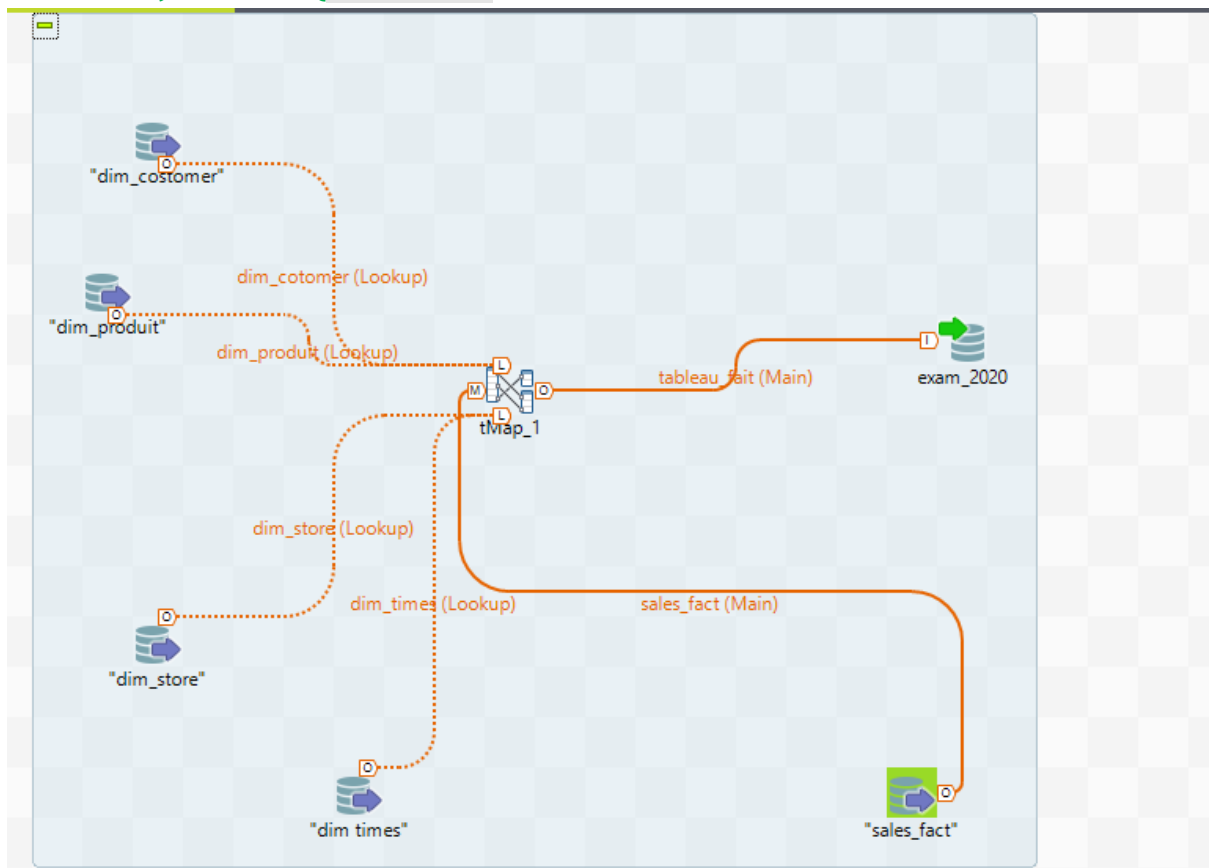 "dim_costomer"
O
dim_cotomer (Lookup)
"dim_produit"
O
dim_produit (Lookup)
L
M
O
L
tMap_1
tableau_fait (Main)
I
exam_2020
dim_store (Lookup)
O
"dim_store"
dim_times (Lookup)
sales_fact (Main)
O
"dim times"
O
"sales_fact"